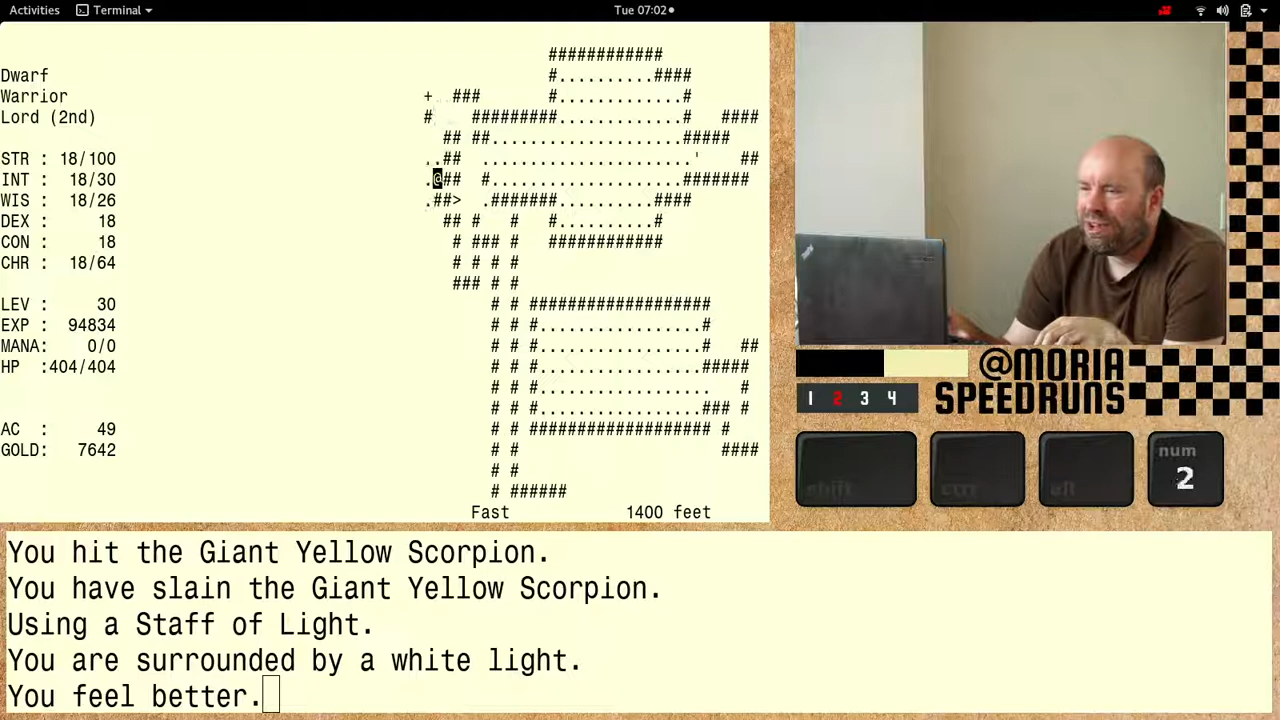 Activities Terminal Tue 07:02
Dwarf
Warrior
Lord (2nd)
STR : 18/100
INT : 18/30
WIS : 18/26
DEX : 18
CON : 18
CHR : 18/64
LEV : 30
EXP : 94834
MANA: 0/0
HP :404/404
AC : 49
GOLD: 7642
############
#..........####
+ ### #............#
# #########............# ####
## ##....................#####
..## .....................' ##
.@## #....................#######
.##> .#######..........####
## # # #..........#
# ### # ############
# # # #
### # #
# # ###################
# # #.................#
# # #.................# ##
# # #.................#####
# # #................. #
# # #.................### #
# # ################### #
# # ####
# #
# ######
Fast 1400 feet
@MORIA
SPEEDRUNS
1 2 3 4
shift ctrl alt num
2
You hit the Giant Yellow Scorpion.
You have slain the Giant Yellow Scorpion.
Using a Staff of Light.
You are surrounded by a white light.
You feel better.